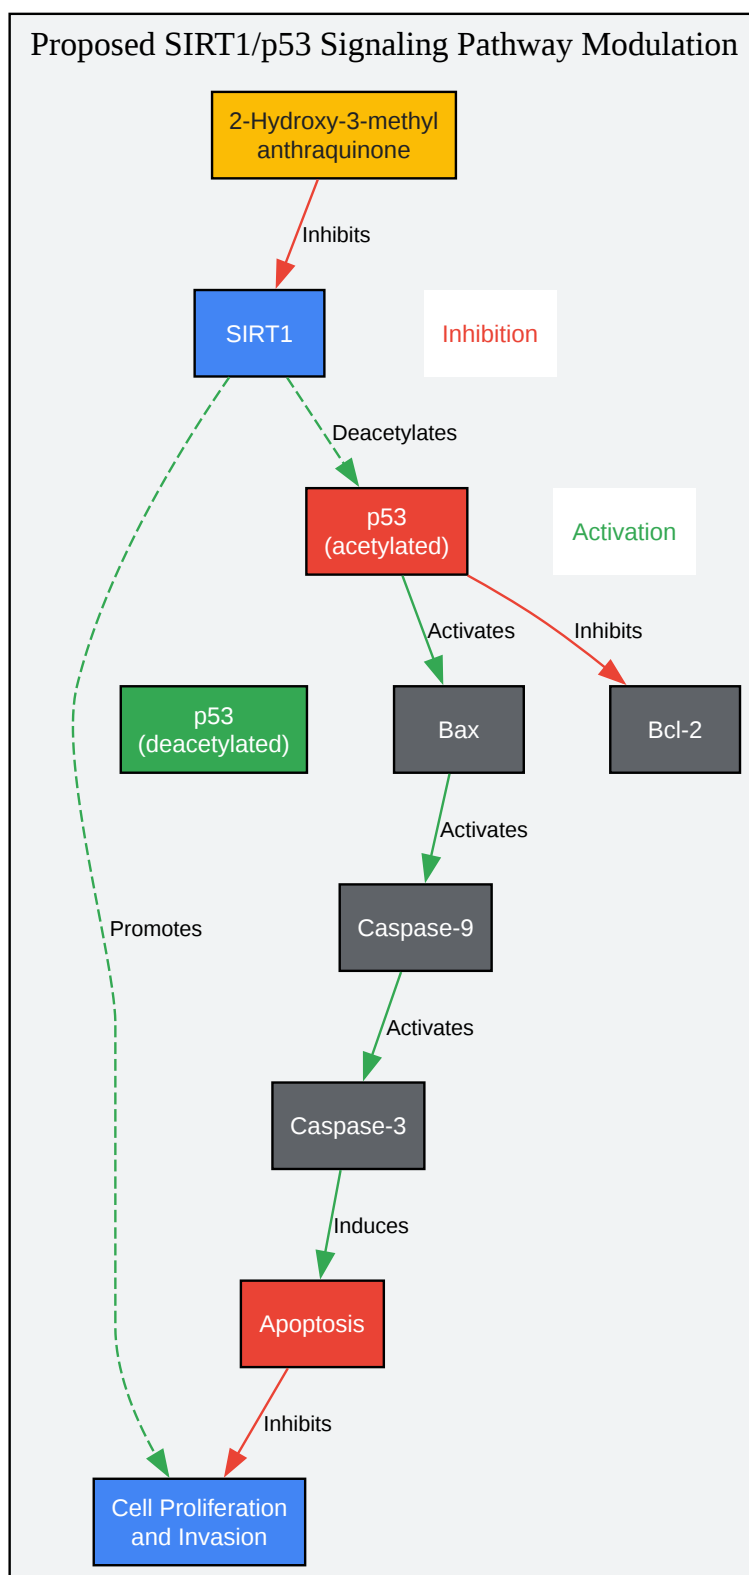 Proposed SIRT1/p53 Signaling Pathway Modulation
2-Hydroxy-3-methyl
anthraquinone
Inhibits
SIRT1
Inhibition
Deacetylates
p53
(acetylated)
Activation
Activates
Inhibits
p53
(deacetylated)
Bax
Bcl-2
Activates
Caspase-9
Promotes
Activates
Caspase-3
Induces
Apoptosis
Inhibits
Cell Proliferation
and Invasion